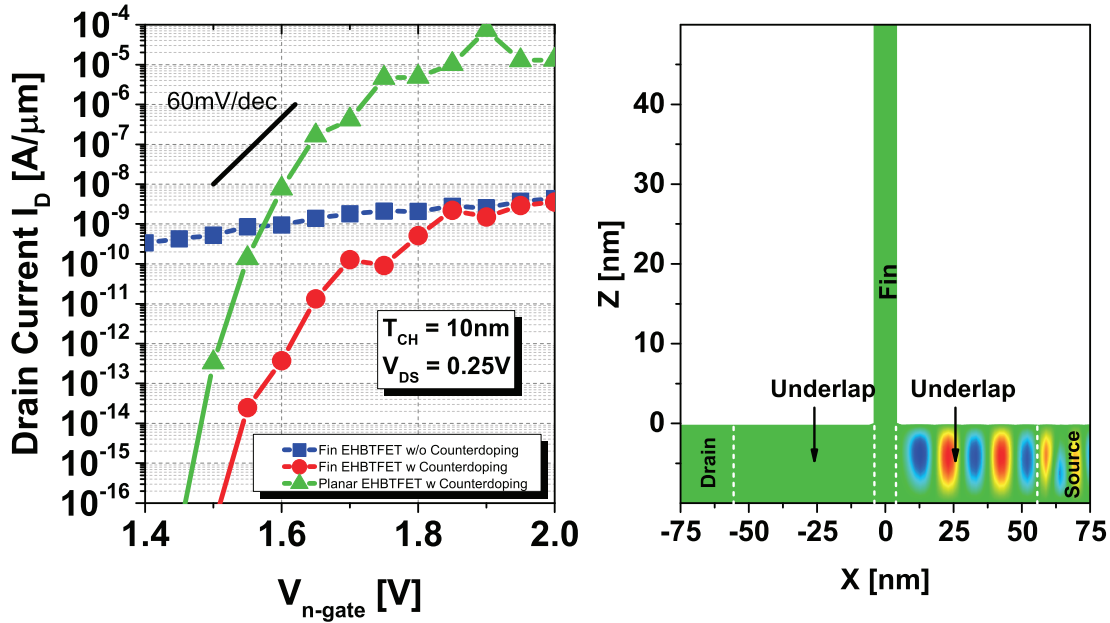 Drain Current I_D [A/μm]
10^-4
10^-5
10^-6
10^-7
10^-8
10^-9
10^-10
10^-11
10^-12
10^-13
10^-14
10^-15
10^-16
60mV/dec
T_CH = 10nm
V_DS = 0.25V
Fin EHBTFET w/o Counterdoping
Fin EHBTFET w Counterdoping
Planar EHBTFET w Counterdoping
1.4 1.6 1.8 2.0
V_n-gate [V]
Z [nm]
40
30
20
10
0
Fin
Underlap Underlap
Drain
Source
-75 -50 -25 0 25 50 75
X [nm]